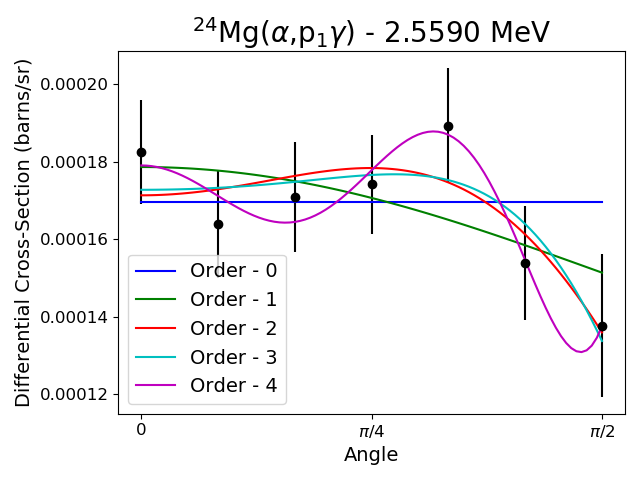 ²⁴Mg(α,p₁γ) - 2.5590 MeV
Differential Cross-Section (barns/sr)
0.00020
0.00018
0.00016
0.00014
0.00012
Order - 0
Order - 1
Order - 2
Order - 3
Order - 4
0 π/4 π/2
Angle